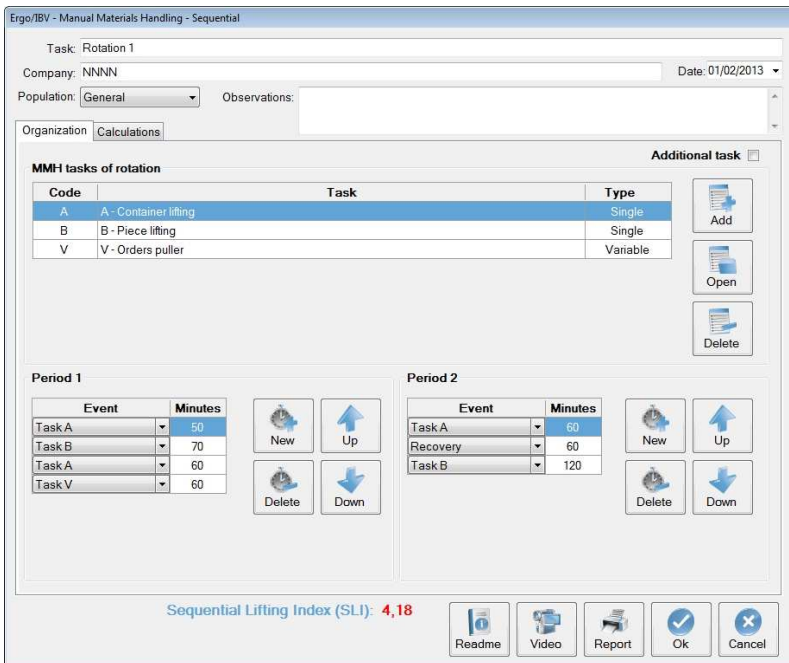 Ergo/IBV - Manual Materials Handling - Sequential
Task: Rotation 1
Company: NNNN Date: 01/02/2013
Population: General Observations:
Organization Calculations
Additional task
MMH tasks of rotation
Code Task Type
A A - Container lifting Single
B B - Piece lifting Single
V V - Orders puller Variable
Add
Open
Delete
Period 1
Event Minutes
Task A 50
Task B 70
Task A 60
Task V 60
New Up
Delete Down
Period 2
Event Minutes
Task A 60
Recovery 60
Task B 120
New Up
Delete Down
Sequential Lifting Index (SLI): 4,18
Readme Video Report Ok Cancel